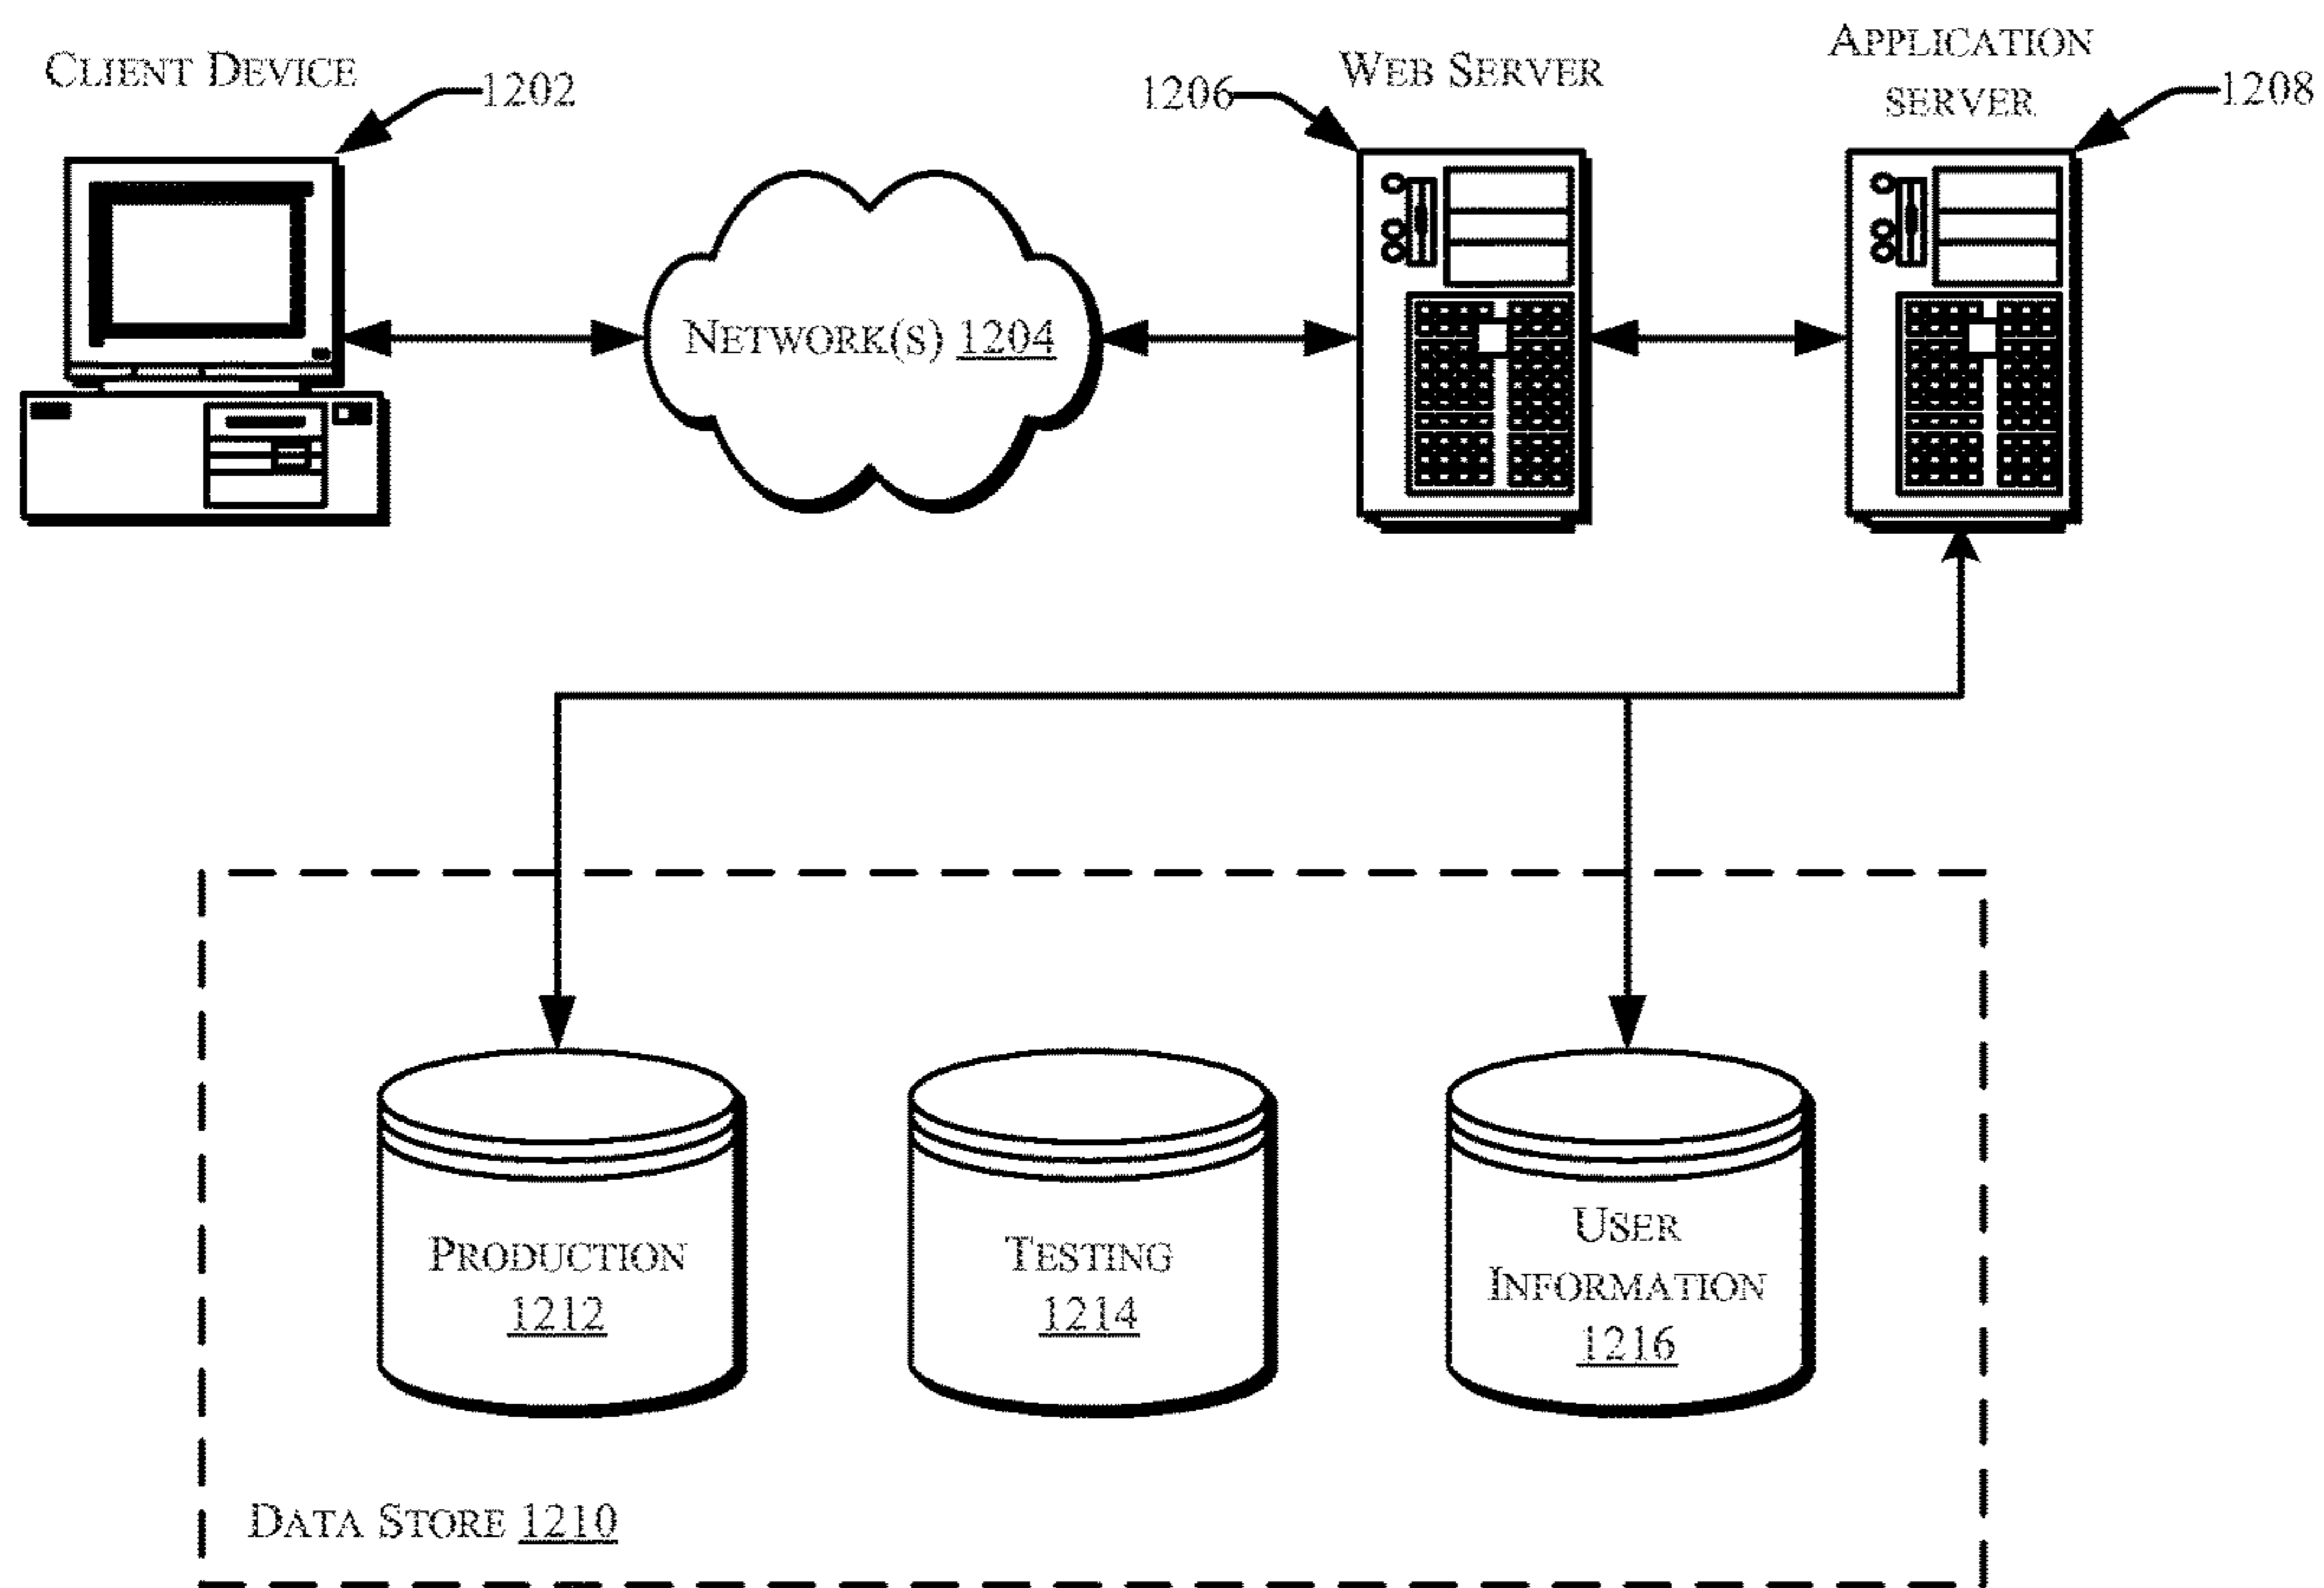 CLIENT DEVICE
1202
1206
WEB SERVER
APPLICATION
SERVER
1208
NETWORK(S) 1204
PRODUCTION
1212
TESTING
1214
USER
INFORMATION
1216
DATA STORE 1210